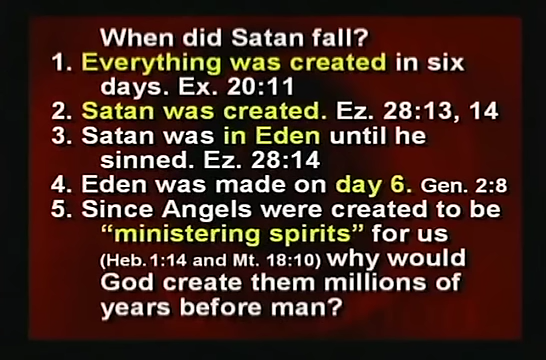 When did Satan fall?
1. Everything was created in six
days. Ex. 20:11
2. Satan was created. Ez. 28:13, 14
3. Satan was in Eden until he
sinned. Ez. 28:14
4. Eden was made on day 6. Gen. 2:8
5. Since Angels were created to be
“ministering spirits” for us
(Heb. 1:14 and Mt. 18:10) why would
God create them millions of
years before man?